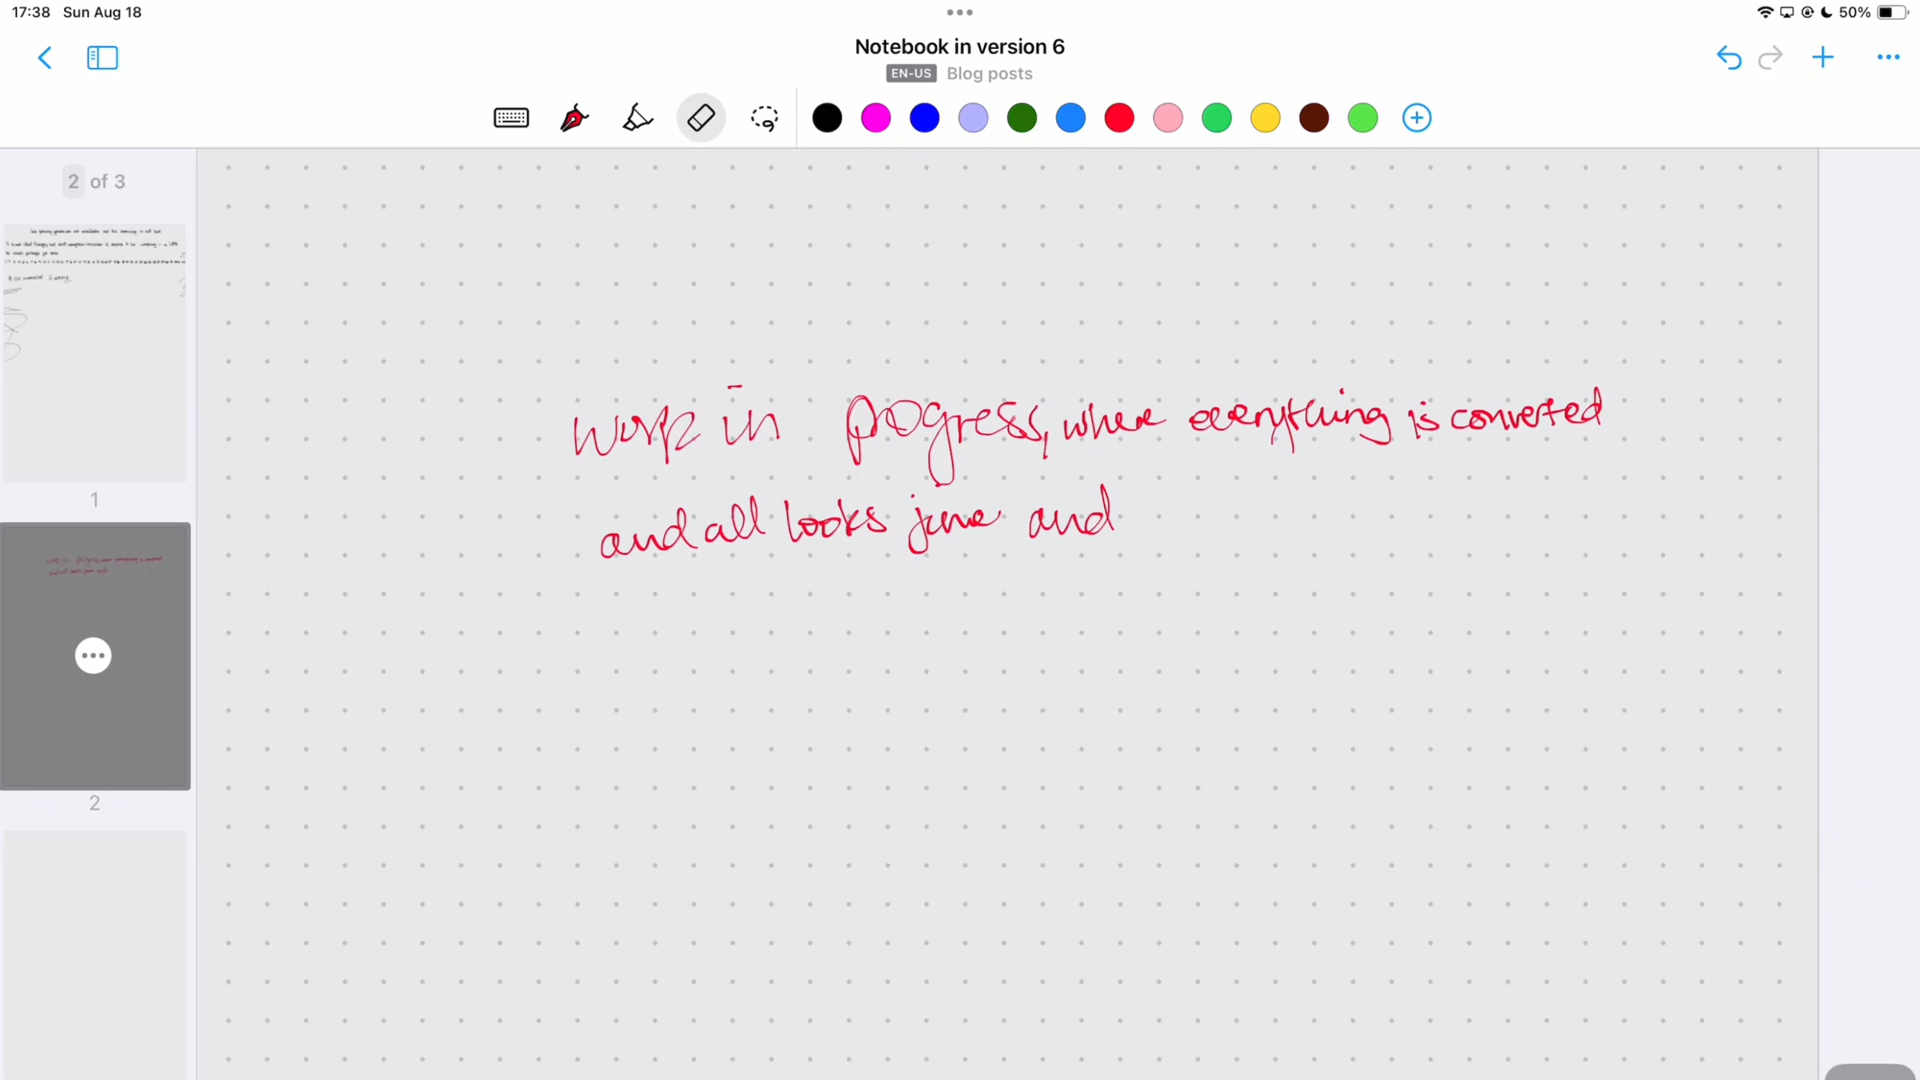 17:38 Sun Aug 18
50%
Notebook in version 6
EN-US Blog posts
2 of 3
work in progress, where everything is converted
and all looks june and
1
2